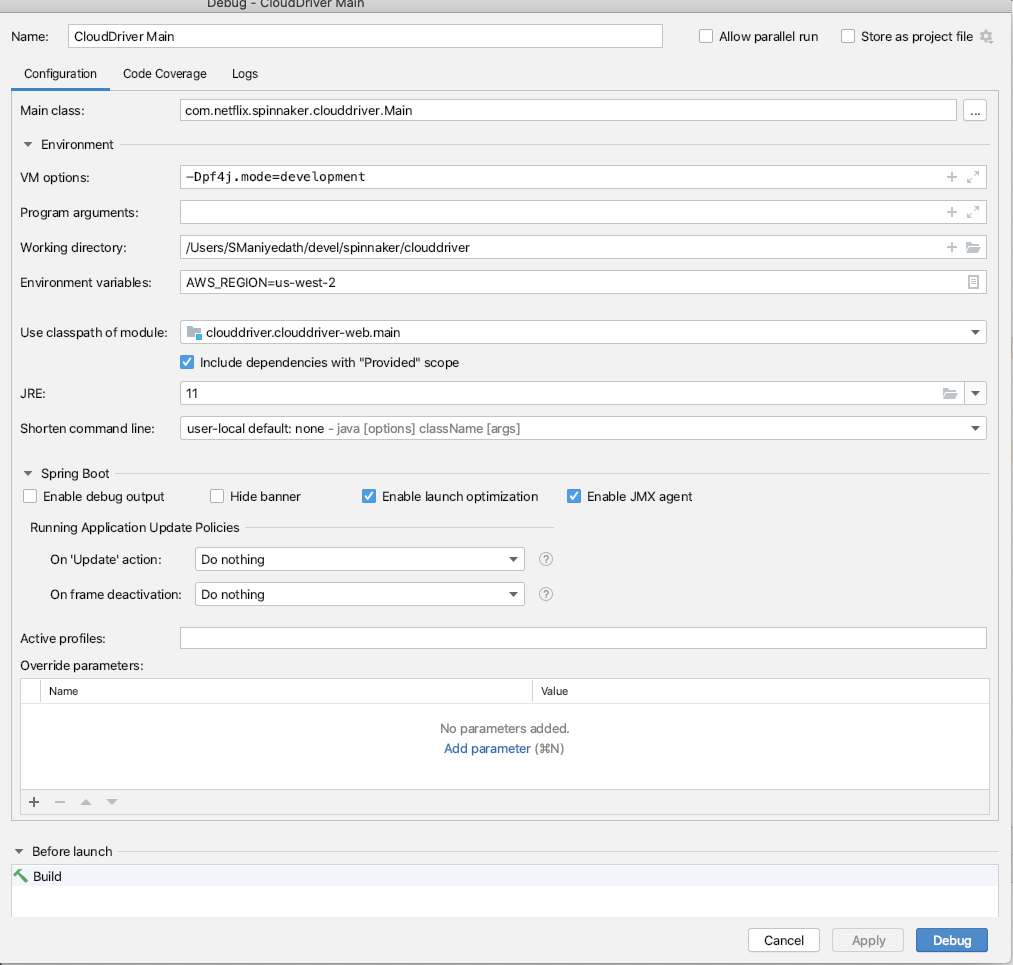 Debug - CloudDriver Main
Name: CloudDriver Main Allow parallel run Store as project file
Configuration Code Coverage Logs
Main class: com.netflix.spinnaker.clouddriver.Main ...
Environment
VM options: -Dpf4j.mode=development
Program arguments:
Working directory: /Users/SManiyedath/devel/spinnaker/clouddriver
Environment variables: AWS_REGION=us-west-2
Use classpath of module: clouddriver.clouddriver-web.main
Include dependencies with "Provided" scope
JRE: 11
Shorten command line: user-local default: none - java [options] className [args]
Spring Boot
Enable debug output Hide banner Enable launch optimization Enable JMX agent
Running Application Update Policies
On 'Update' action: Do nothing ?
On frame deactivation: Do nothing ?
Active profiles:
Override parameters:
Name Value
No parameters added.
Add parameter (⌘N)
Before launch
Build
Cancel Apply Debug